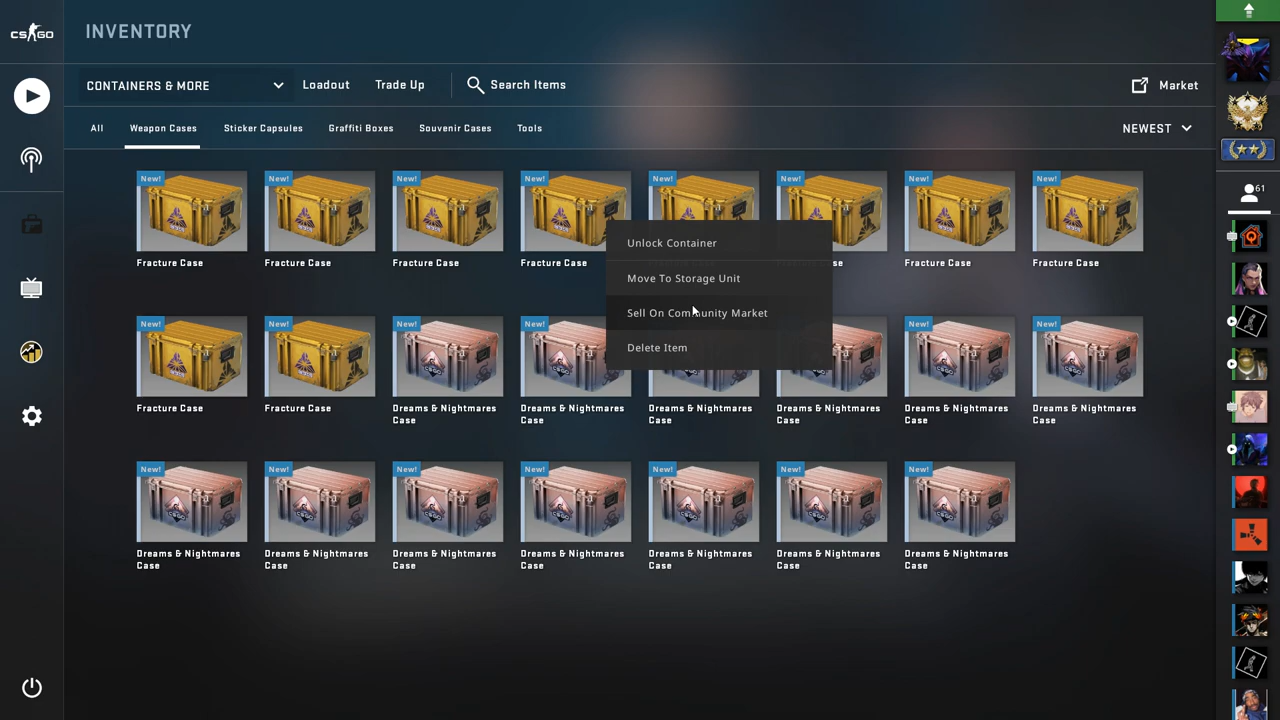 CS GO
INVENTORY
CONTAINERS & MORE
Loadout
Trade Up
Search Items
Market
All
Weapon Cases
Sticker Capsules
Graffiti Boxes
Souvenir Cases
Tools
NEWEST
61
New!
New!
New!
New!
New!
New!
New!
New!
Fracture Case
Fracture Case
Fracture Case
Fracture Case
Fracture Case
Fracture Case
Unlock Container
Move To Storage Unit
Sell On Community Market
Delete Item
New!
New!
New!
New!
New!
New!
Fracture Case
Fracture Case
Dreams & Nightmares
Case
Dreams & Nightmares
Case
Dreams & Nightmares
Case
Dreams & Nightmares
Case
Dreams & Nightmares
Case
Dreams & Nightmares
Case
New!
New!
New!
New!
New!
New!
New!
Dreams & Nightmares
Case
Dreams & Nightmares
Case
Dreams & Nightmares
Case
Dreams & Nightmares
Case
Dreams & Nightmares
Case
Dreams & Nightmares
Case
Dreams & Nightmares
Case